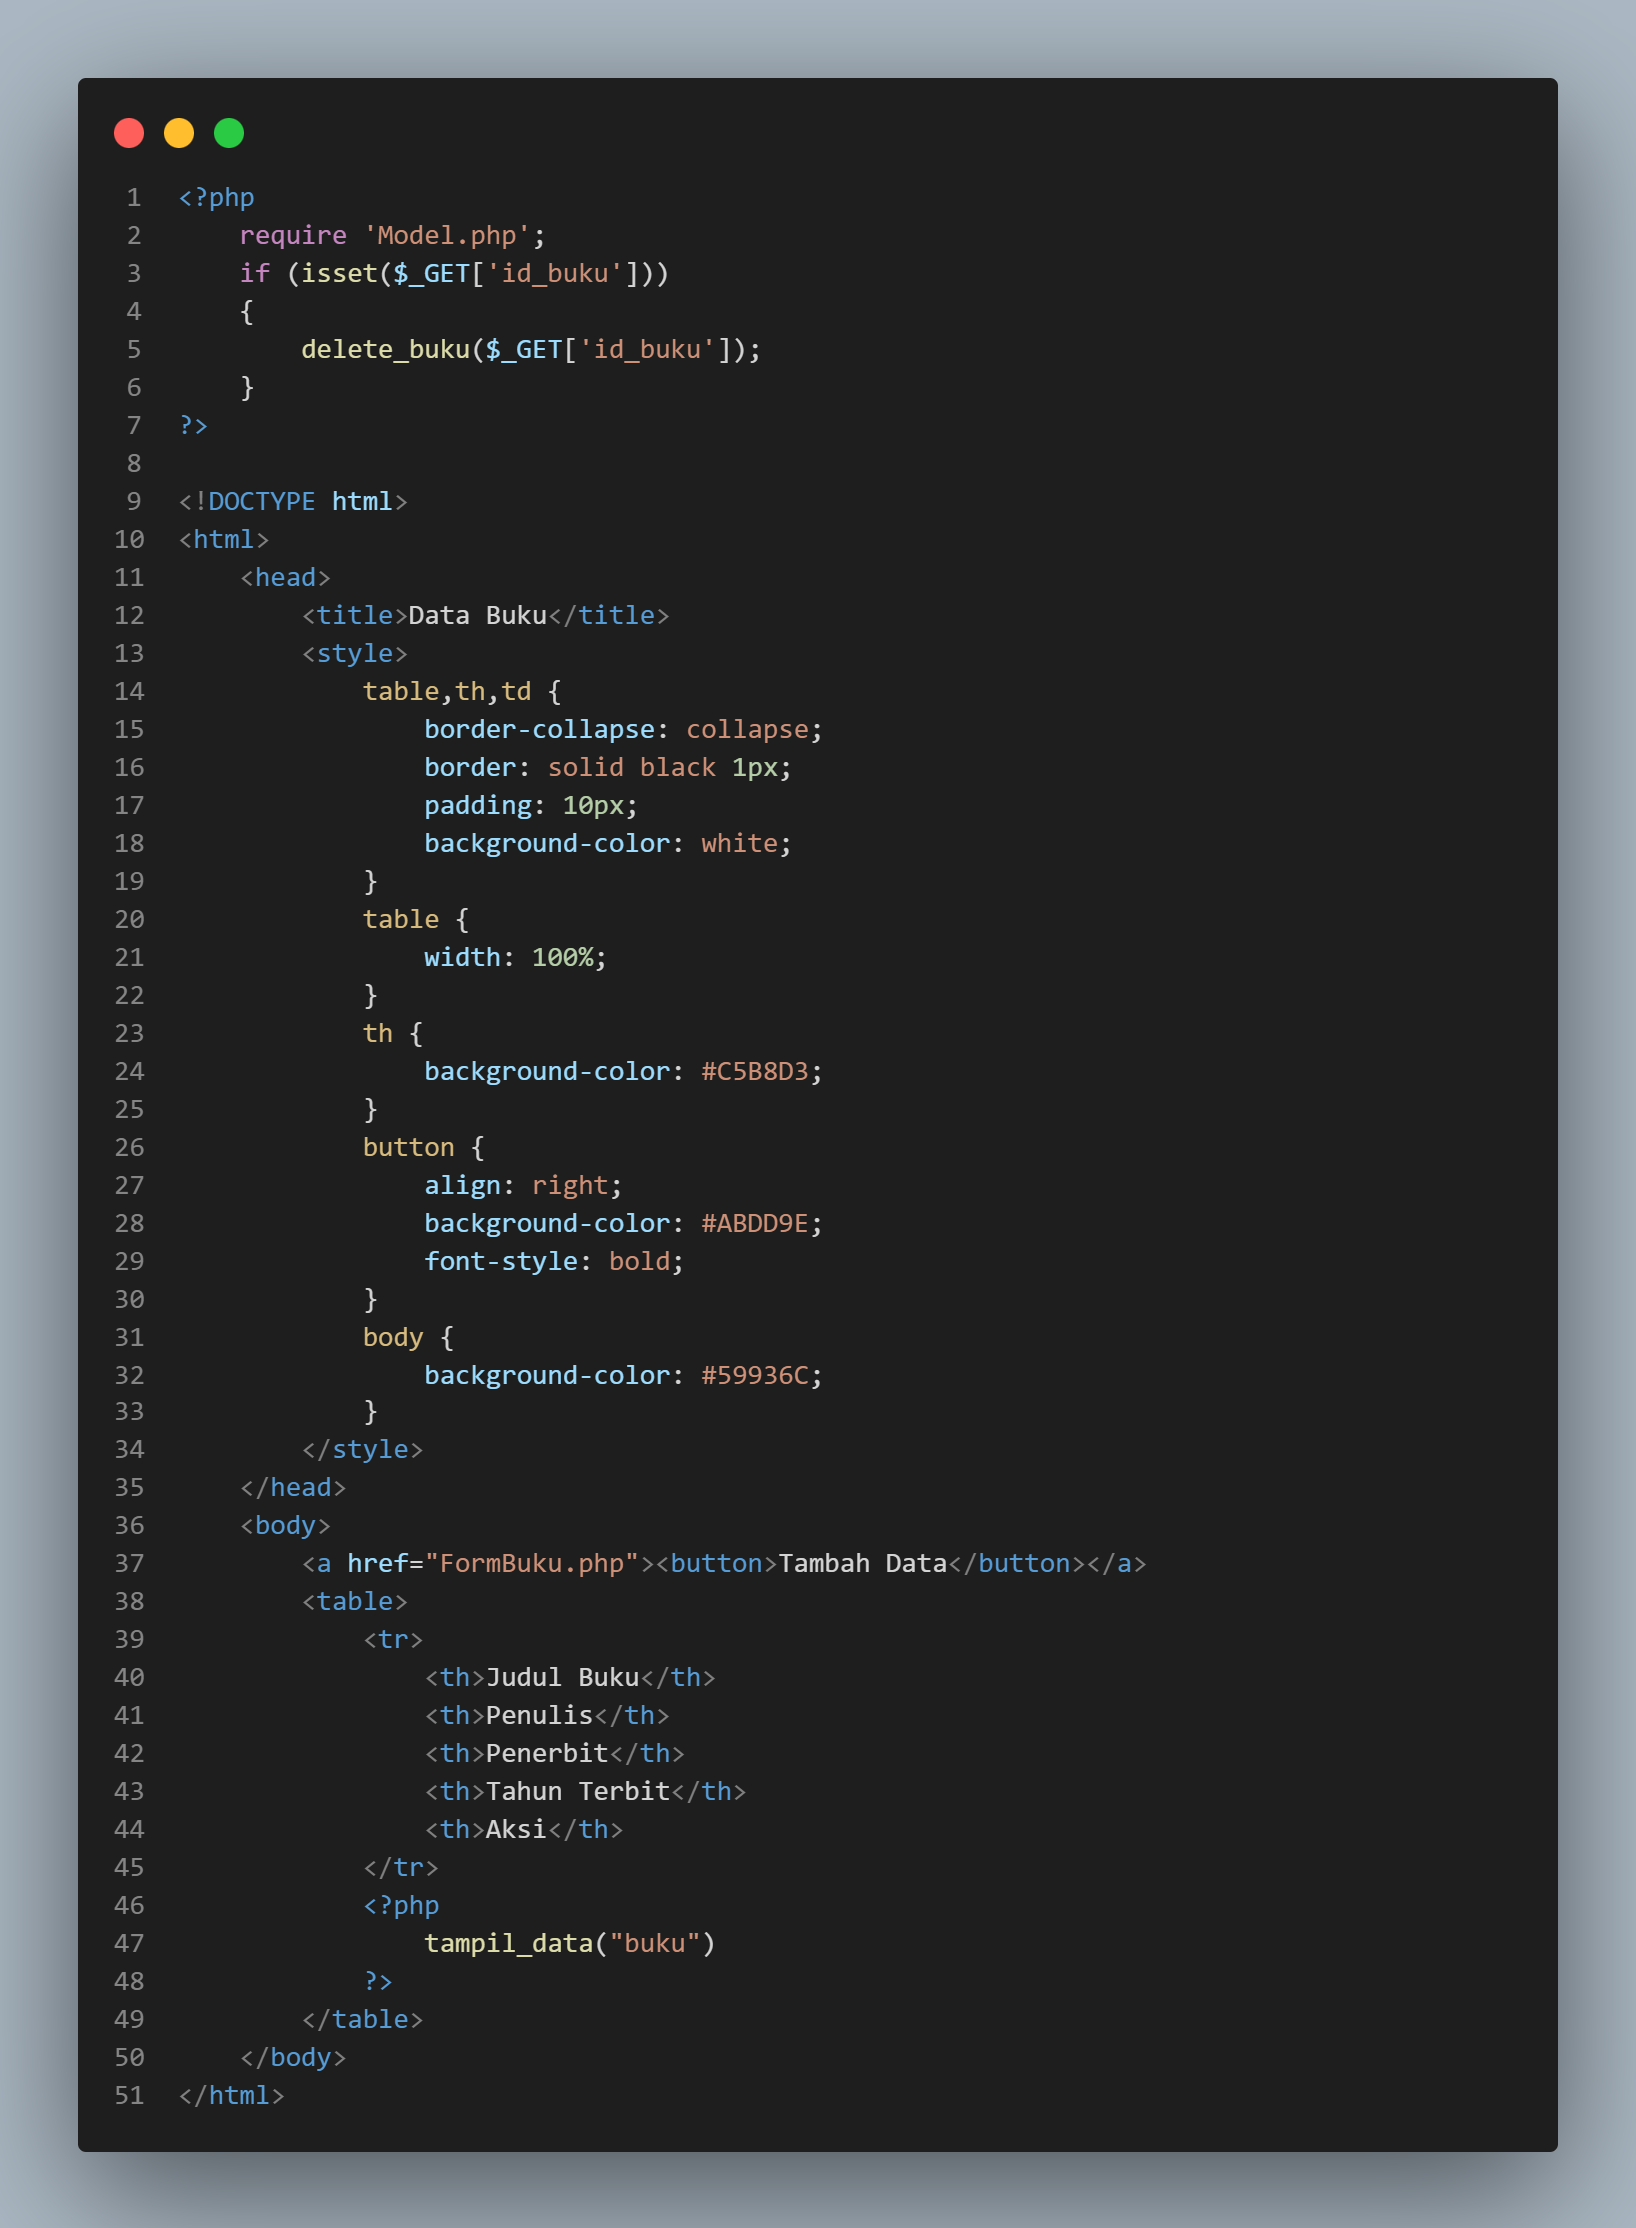 1 <?php
2     require 'Model.php';
3     if (isset($_GET['id_buku']))
4     {
5         delete_buku($_GET['id_buku']);
6     }
7 ?>
8
9 <!DOCTYPE html>
10 <html>
11     <head>
12         <title>Data Buku</title>
13         <style>
14             table,th,td {
15                 border-collapse: collapse;
16                 border: solid black 1px;
17                 padding: 10px;
18                 background-color: white;
19             }
20             table {
21                 width: 100%;
22             }
23             th {
24                 background-color: #C5B8D3;
25             }
26             button {
27                 align: right;
28                 background-color: #ABDD9E;
29                 font-style: bold;
30             }
31             body {
32                 background-color: #59936C;
33             }
34         </style>
35     </head>
36     <body>
37         <a href="FormBuku.php"><button>Tambah Data</button></a>
38         <table>
39             <tr>
40                 <th>Judul Buku</th>
41                 <th>Penulis</th>
42                 <th>Penerbit</th>
43                 <th>Tahun Terbit</th>
44                 <th>Aksi</th>
45             </tr>
46             <?php
47                 tampil_data("buku")
48             ?>
49         </table>
50     </body>
51 </html>